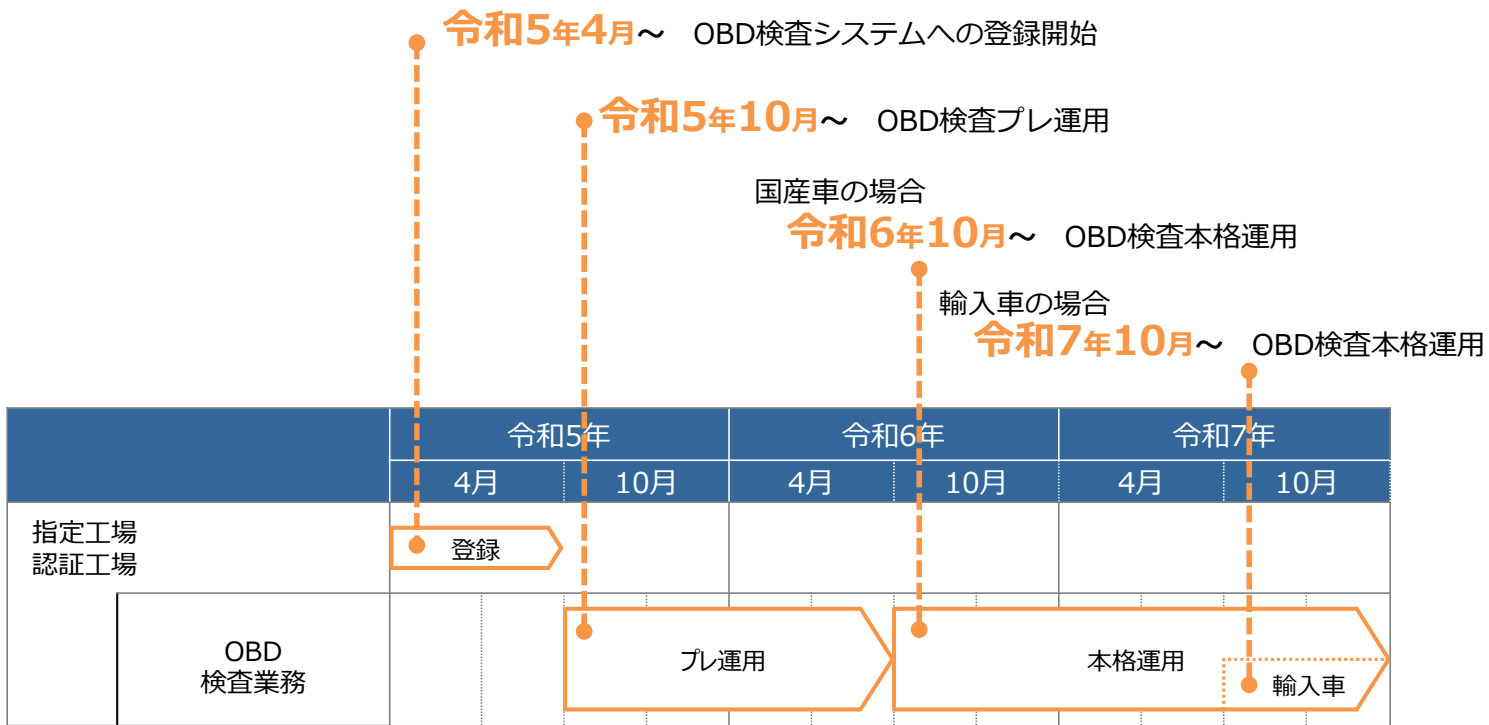 令和5年4月～ OBD検査システムへの登録開始
令和5年10月～ OBD検査プレ運用
国産車の場合
令和6年10月～ OBD検査本格運用
輸入車の場合
令和7年10月～ OBD検査本格運用
令和5年 令和6年 令和7年
4月 10月 4月 10月 4月 10月
指定工場
認証工場
登録
OBD
検査業務
プレ運用
本格運用
輸入車